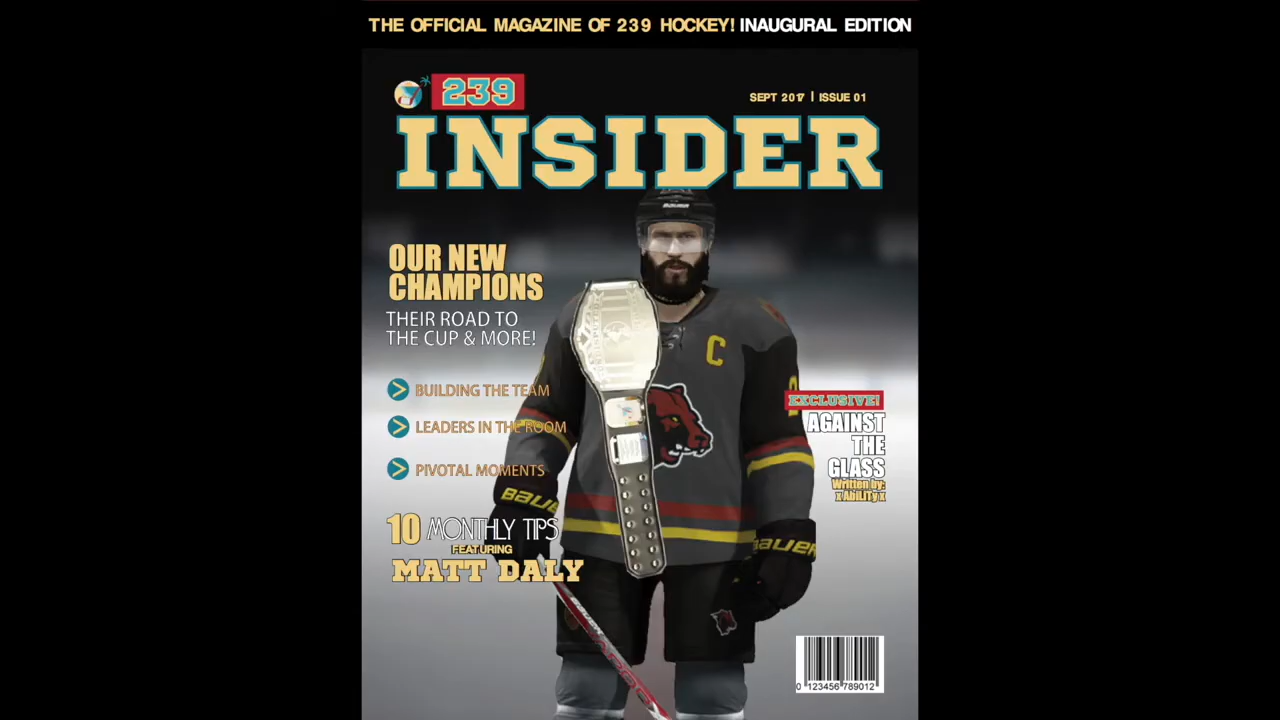 THE OFFICIAL MAGAZINE OF 239 HOCKEY! INAUGURAL EDITION
239
SEPT 2017 | ISSUE 01
INSIDER
BAUER
OUR NEW
CHAMPIONS
THEIR ROAD TO
THE CUP & MORE!
C
BUILDING THE TEAM
EXCLUSIVE!
AGAINST
THE
GLASS
LEADERS IN THE ROOM
PIVOTAL MOMENTS
Written by:
x AbiLiTy x
BAUER
10 MONTHLY TIPS
FEATURING
MATT DALY
BAUER
0 123456 789012